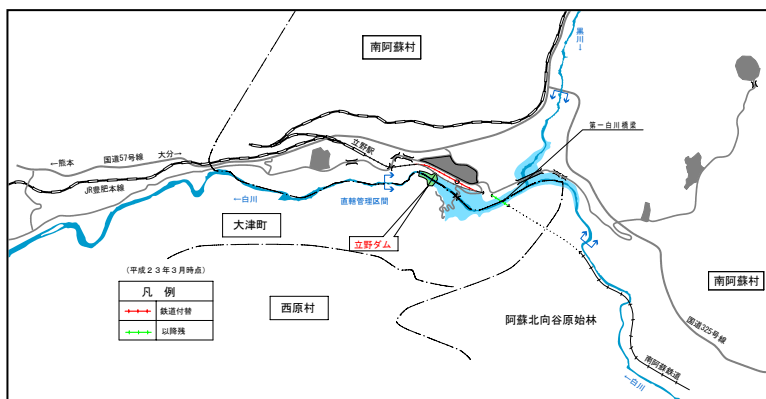 南阿蘇村
黒川→
第一白川橋梁
立野駅
←熊本
国道57号線
大分→
JR豊肥本線
←白川
直轄管理区間
大津町
立野ダム
(平成23年3月時点)
凡 例
鉄道付替
以降残
西原村
阿蘇北向谷原始林
南阿蘇村
国道325号線
南阿蘇鉄道
←白川